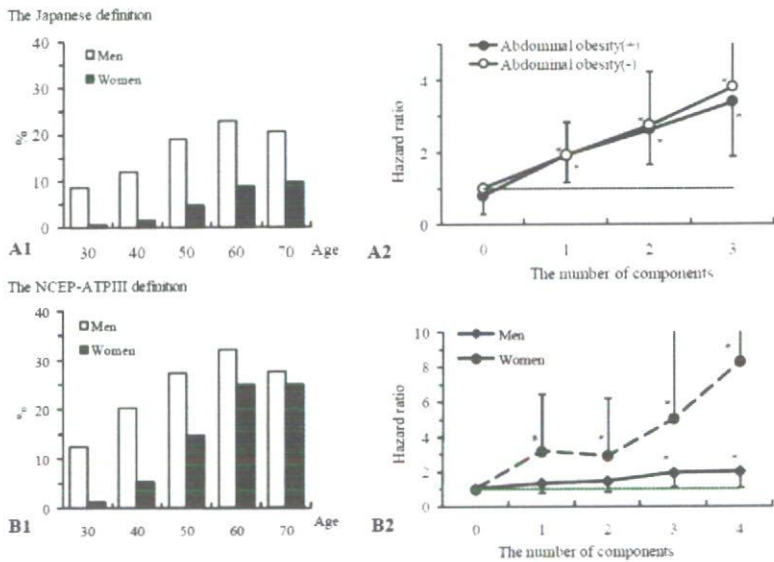 The Japanese definition
40
30
20
10
0
%
Men
Women
30 40 50 60 70 Age
A1
Abdominal obesity(+)
Abdominal obesity(-)
4
2
0
Hazard ratio
0 1 2 3
The number of components
A2
The NCEP-ATPIII definition
40
30
20
10
0
%
Men
Women
30 40 50 60 70 Age
B1
Men
Women
10
8
6
4
2
0
Hazard ratio
0 1 2 3 4
The number of components
B2